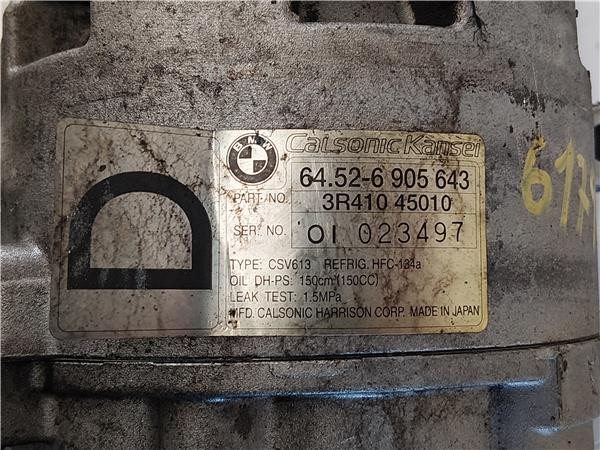 D
BMW
Calsonic Kansei
64.52-6 905 643
PART NO. 3R410 45010
SER. NO. 01 023497
TYPE: CSV613 REFRIG. HFC-134a
OIL DH-PS: 150cm³(150CC)
LEAK TEST: 1.5MPa
MFD. CALSONIC HARRISON CORP. MADE IN JAPAN